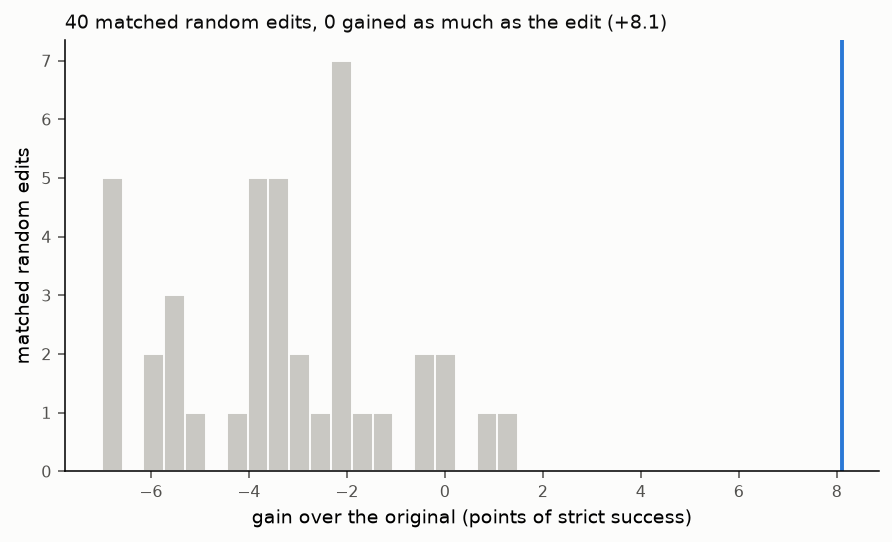 40 matched random edits, 0 gained as much as the edit (+8.1)
matched random edits
7
6
5
4
3
2
1
0
−6 −4 −2 0 2 4 6 8
gain over the original (points of strict success)